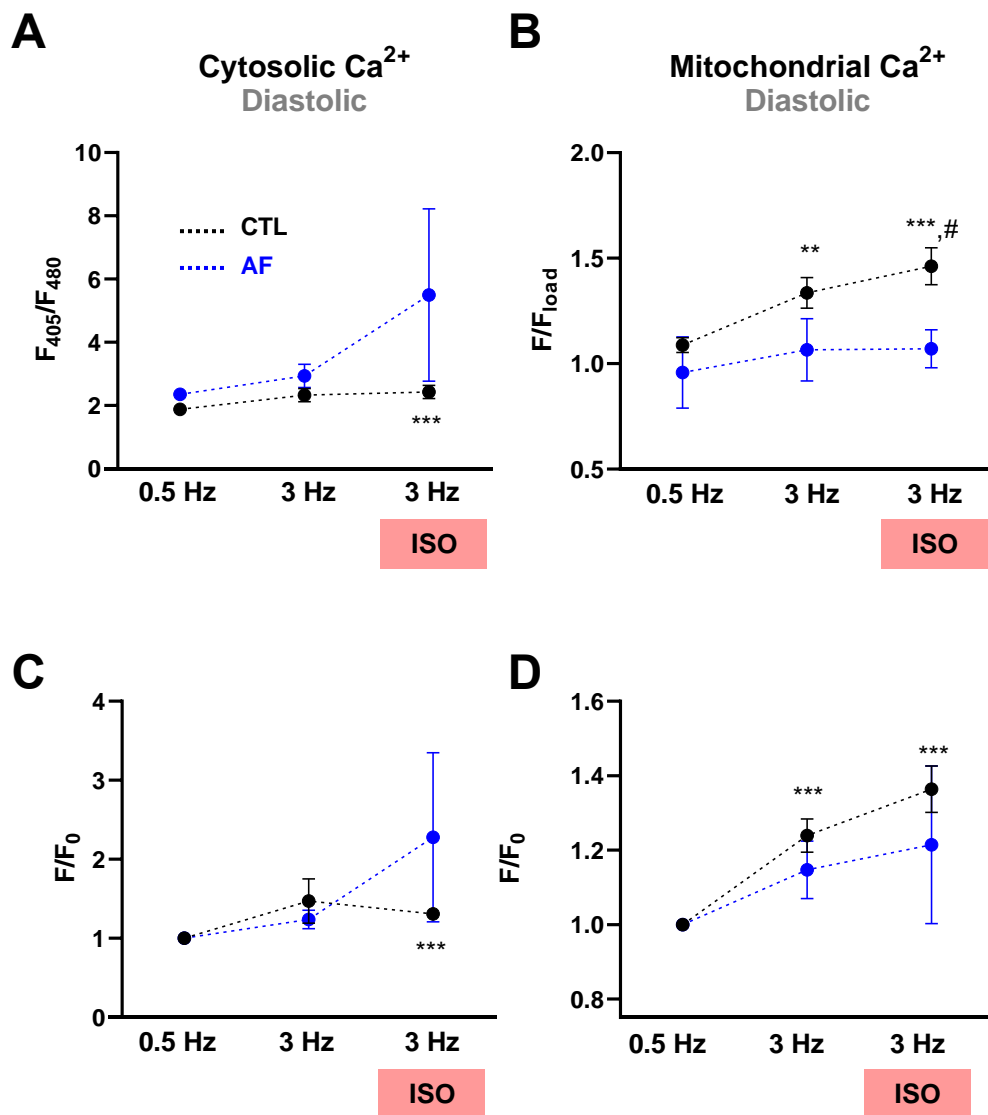 A
Cytosolic Ca2+
Diastolic
F405/F480
10
8
6
4
2
0
CTL
AF
***
0.5 Hz 3 Hz 3 Hz
ISO
B
Mitochondrial Ca2+
Diastolic
F/Fload
2.0
1.5
1.0
0.5
**
***,#
0.5 Hz 3 Hz 3 Hz
ISO
C
F/F0
4
3
2
1
0
***
0.5 Hz 3 Hz 3 Hz
ISO
D
F/F0
1.6
1.4
1.2
1.0
0.8
***
***
0.5 Hz 3 Hz 3 Hz
ISO